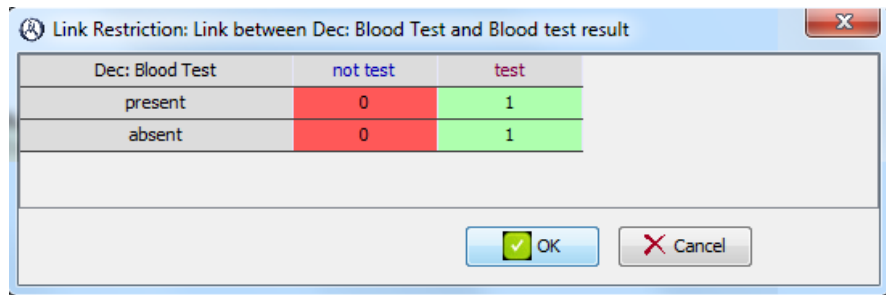 Link Restriction: Link between Dec: Blood Test and Blood test result
Dec: Blood Test not test test
present 0 1
absent 0 1
OK Cancel